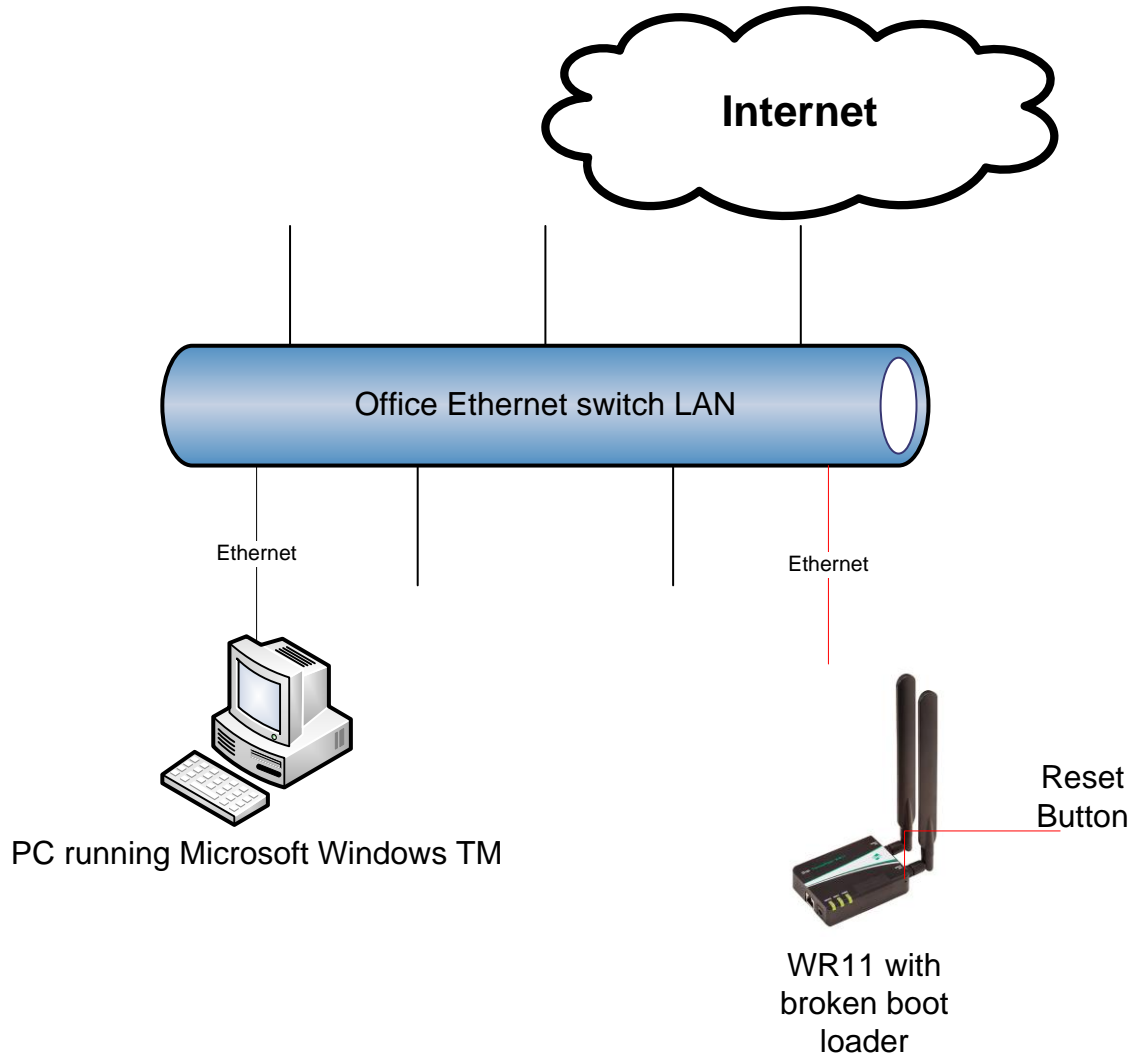 Internet
Office Ethernet switch LAN
Ethernet
Ethernet
Reset
Button
PC running Microsoft Windows TM
WR11 with
broken boot
loader